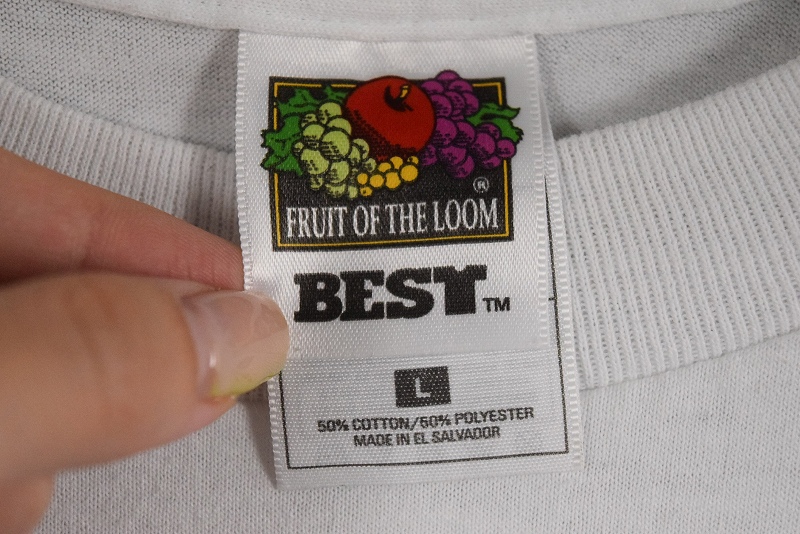 ®
FRUIT OF THE LOOM
BEST™
L
50% COTTON/50% POLYESTER
MADE IN EL SALVADOR